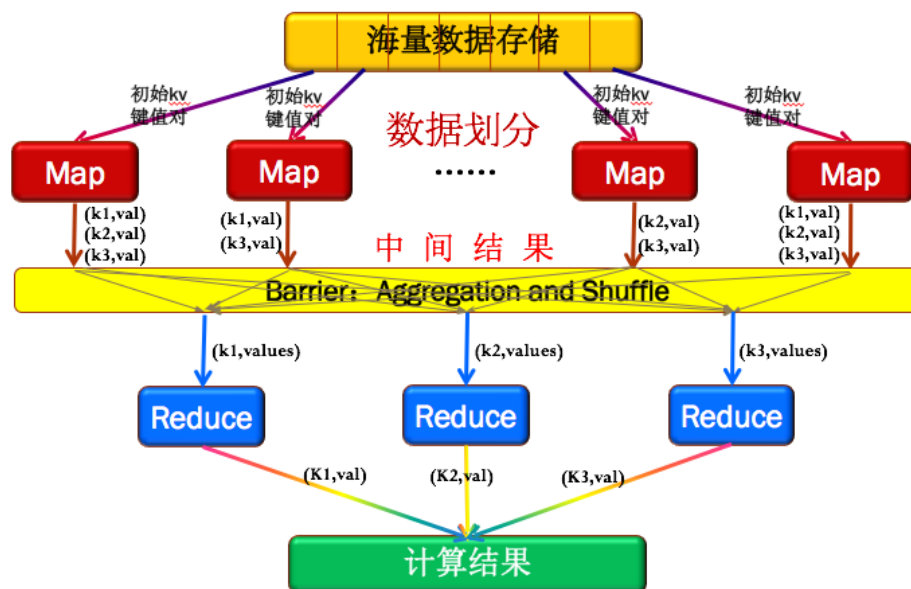 海量数据存储
初始kv
键值对
初始kv
键值对
初始kv
键值对
初始kv
键值对
数据划分
Map
Map
......
Map
Map
(k1,val)
(k2,val)
(k3,val)
(k1,val)
(k3,val)
(k2,val)
(k3,val)
(k1,val)
(k2,val)
(k3,val)
中间结果
Barrier：Aggregation and Shuffle
(k1,values)
(k2,values)
(k3,values)
Reduce
Reduce
Reduce
(K1,val)
(K2,val)
(K3,val)
计算结果